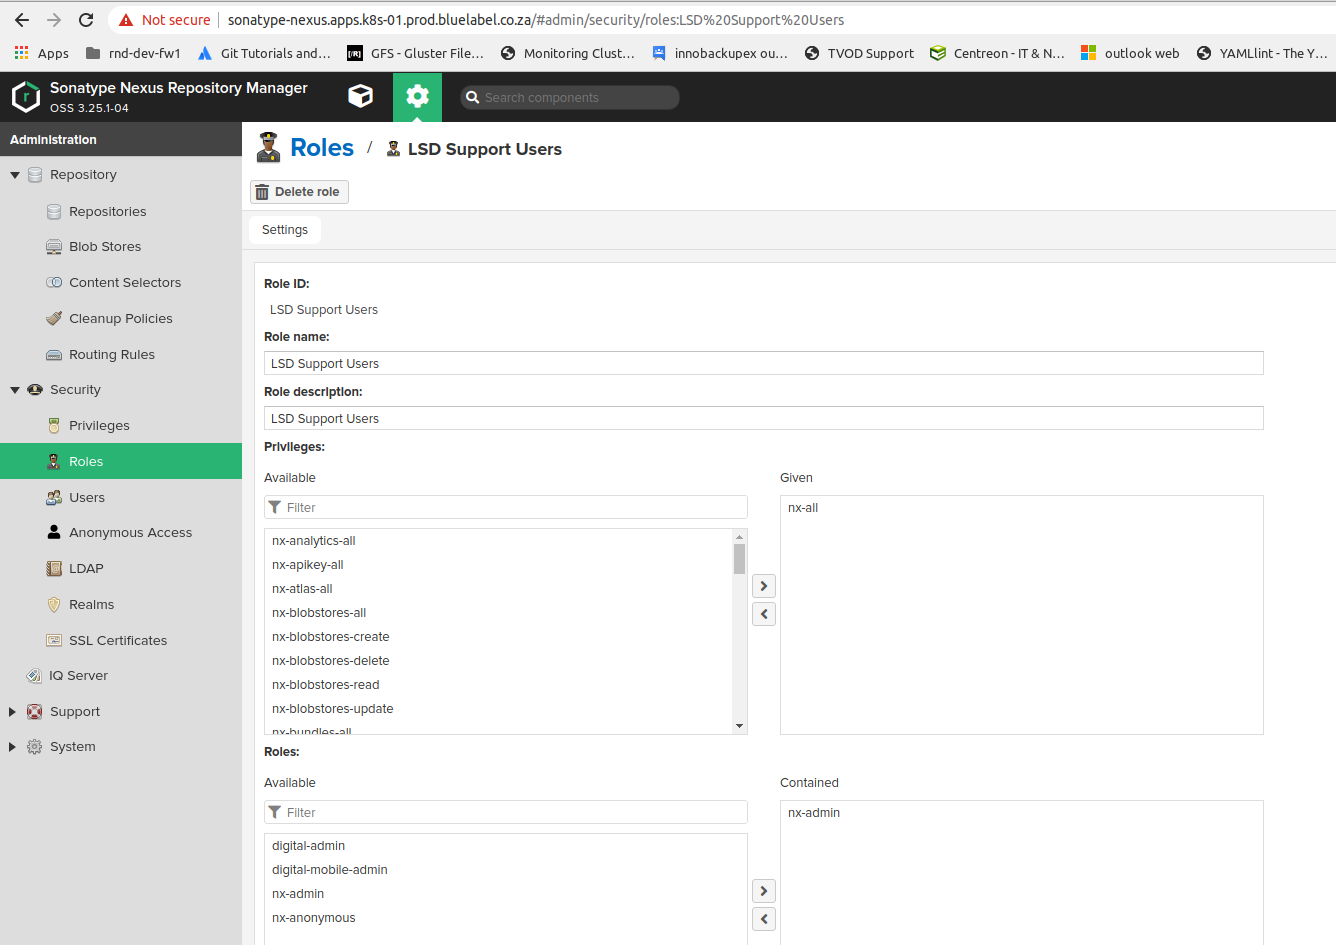 Not secure sonatype-nexus.apps.k8s-01.prod.bluelabel.co.za/#admin/security/roles:LSD%20Support%20Users
Apps rnd-dev-fw1 Git Tutorials and... [/R] GFS - Gluster File... Monitoring Clust... innobackupex ou... TVOD Support Centreon - IT & N... outlook web YAMLlint - The Y...
Sonatype Nexus Repository Manager
OSS 3.25.1-04
Search components
Administration
Repository
Repositories
Blob Stores
Content Selectors
Cleanup Policies
Routing Rules
Security
Privileges
Roles
Users
Anonymous Access
LDAP
Realms
SSL Certificates
IQ Server
Support
System
Roles / LSD Support Users
Delete role
Settings
Role ID:
LSD Support Users
Role name:
LSD Support Users
Role description:
LSD Support Users
Privileges:
Available
Filter
nx-analytics-all
nx-apikey-all
nx-atlas-all
nx-blobstores-all
nx-blobstores-create
nx-blobstores-delete
nx-blobstores-read
nx-blobstores-update
nx-bundles-all
Given
nx-all
Roles:
Available
Filter
digital-admin
digital-mobile-admin
nx-admin
nx-anonymous
Contained
nx-admin